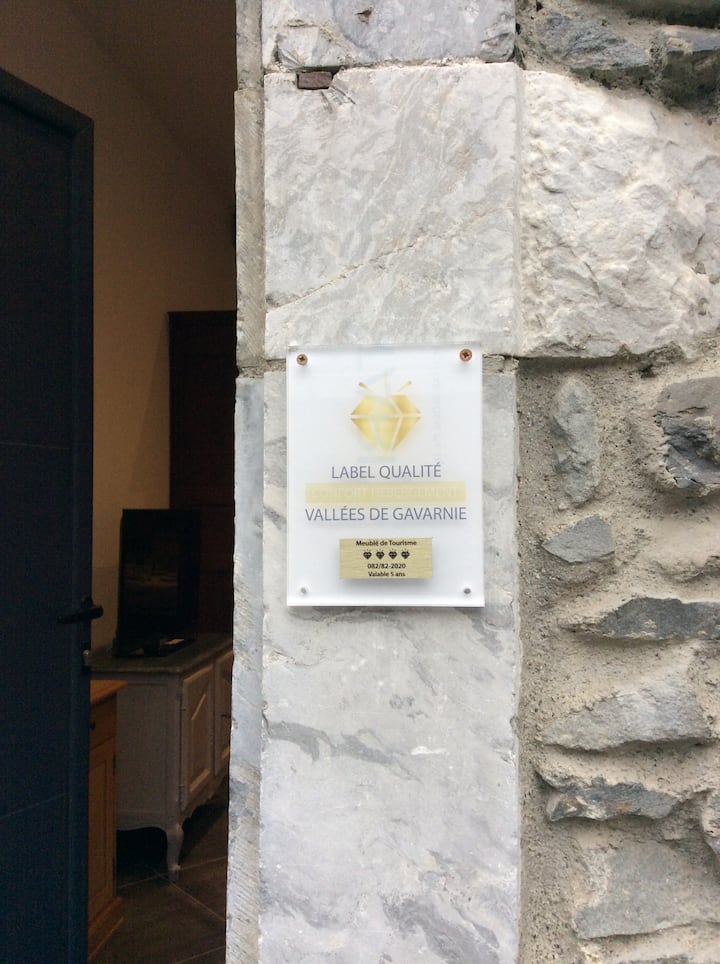 LABEL QUALITÉ
CONFORT HÉBERGEMENT
VALLÉES DE GAVARNIE
Meublé de Tourisme
082/82-2020
Valable 5 ans